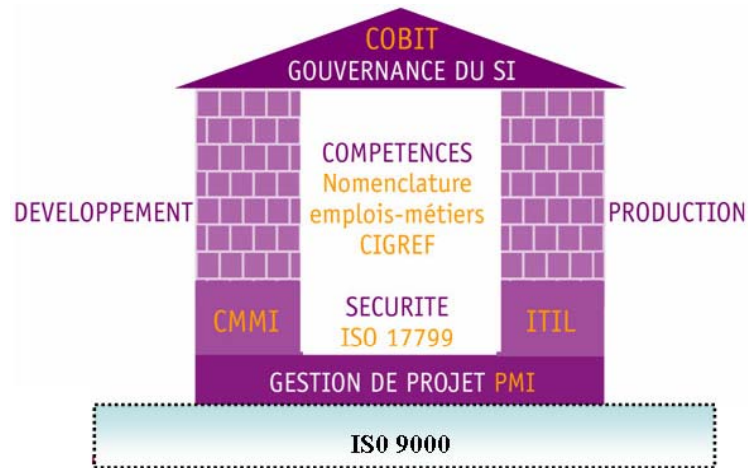 COBIT
GOUVERNANCE DU SI
COMPETENCES
Nomenclature
emplois-métiers
CIGREF
DEVELOPPEMENT
PRODUCTION
SECURITE
ISO 17799
CMMI
ITIL
GESTION DE PROJET PMI
IS0 9000